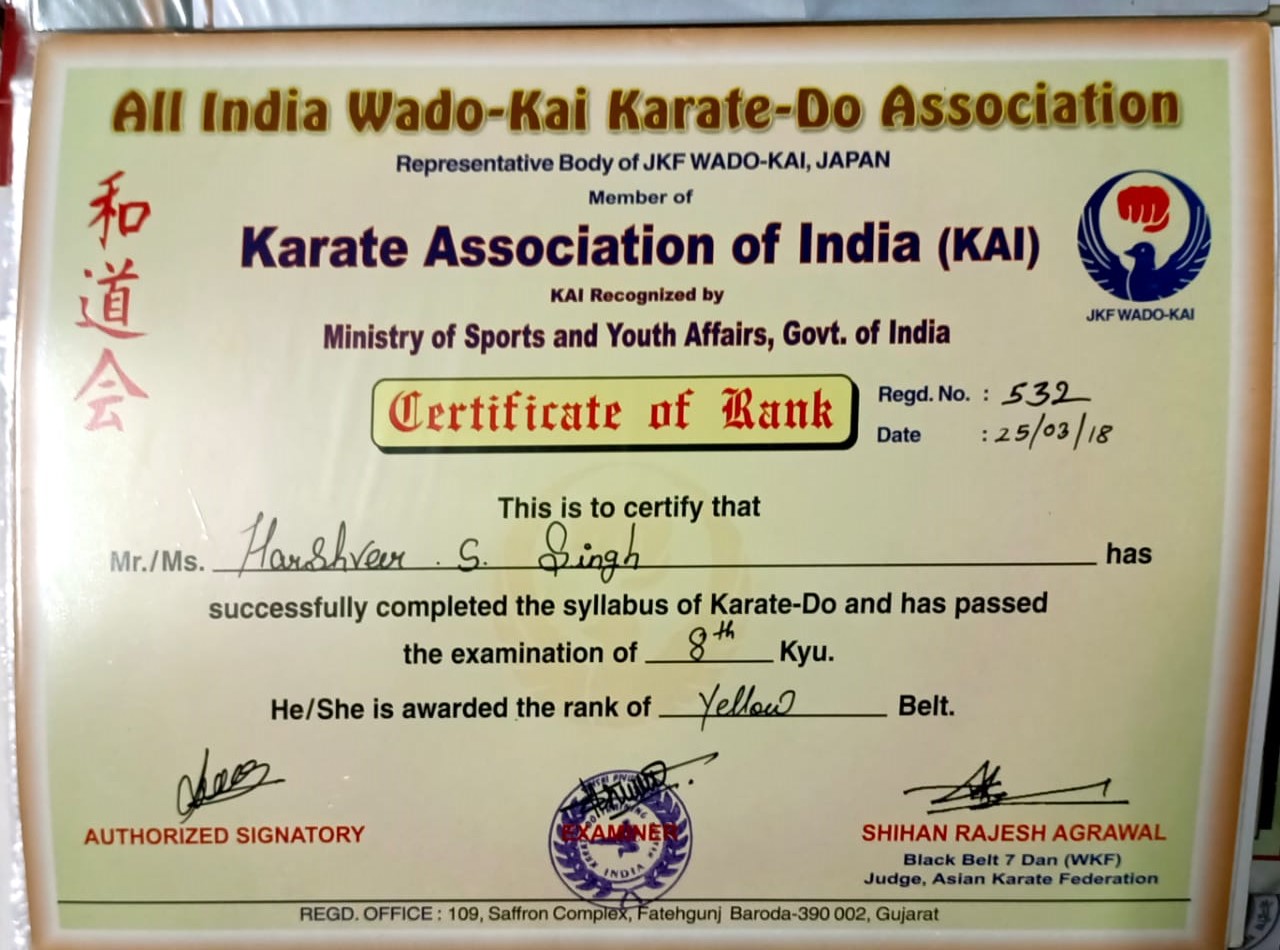 All India Wado-Kai Karate-Do Association
Representative Body of JKF WADO-KAI, JAPAN
Member of
Karate Association of India (KAI)
KAI Recognized by
Ministry of Sports and Youth Affairs, Govt. of India
和道会
JKF WADO-KAI
Certificate of Rank
Regd. No. : 532
Date : 25/03/18
This is to certify that
Mr./Ms. Harshveer . S. Singh has
successfully completed the syllabus of Karate-Do and has passed
the examination of 8th Kyu.
He/She is awarded the rank of Yellow Belt.
AUTHORIZED SIGNATORY
EXAMINER
INDIA
SHIHAN RAJESH AGRAWAL
Black Belt 7 Dan (WKF)
Judge, Asian Karate Federation
REGD. OFFICE : 109, Saffron Complex, Fatehgunj Baroda-390 002, Gujarat